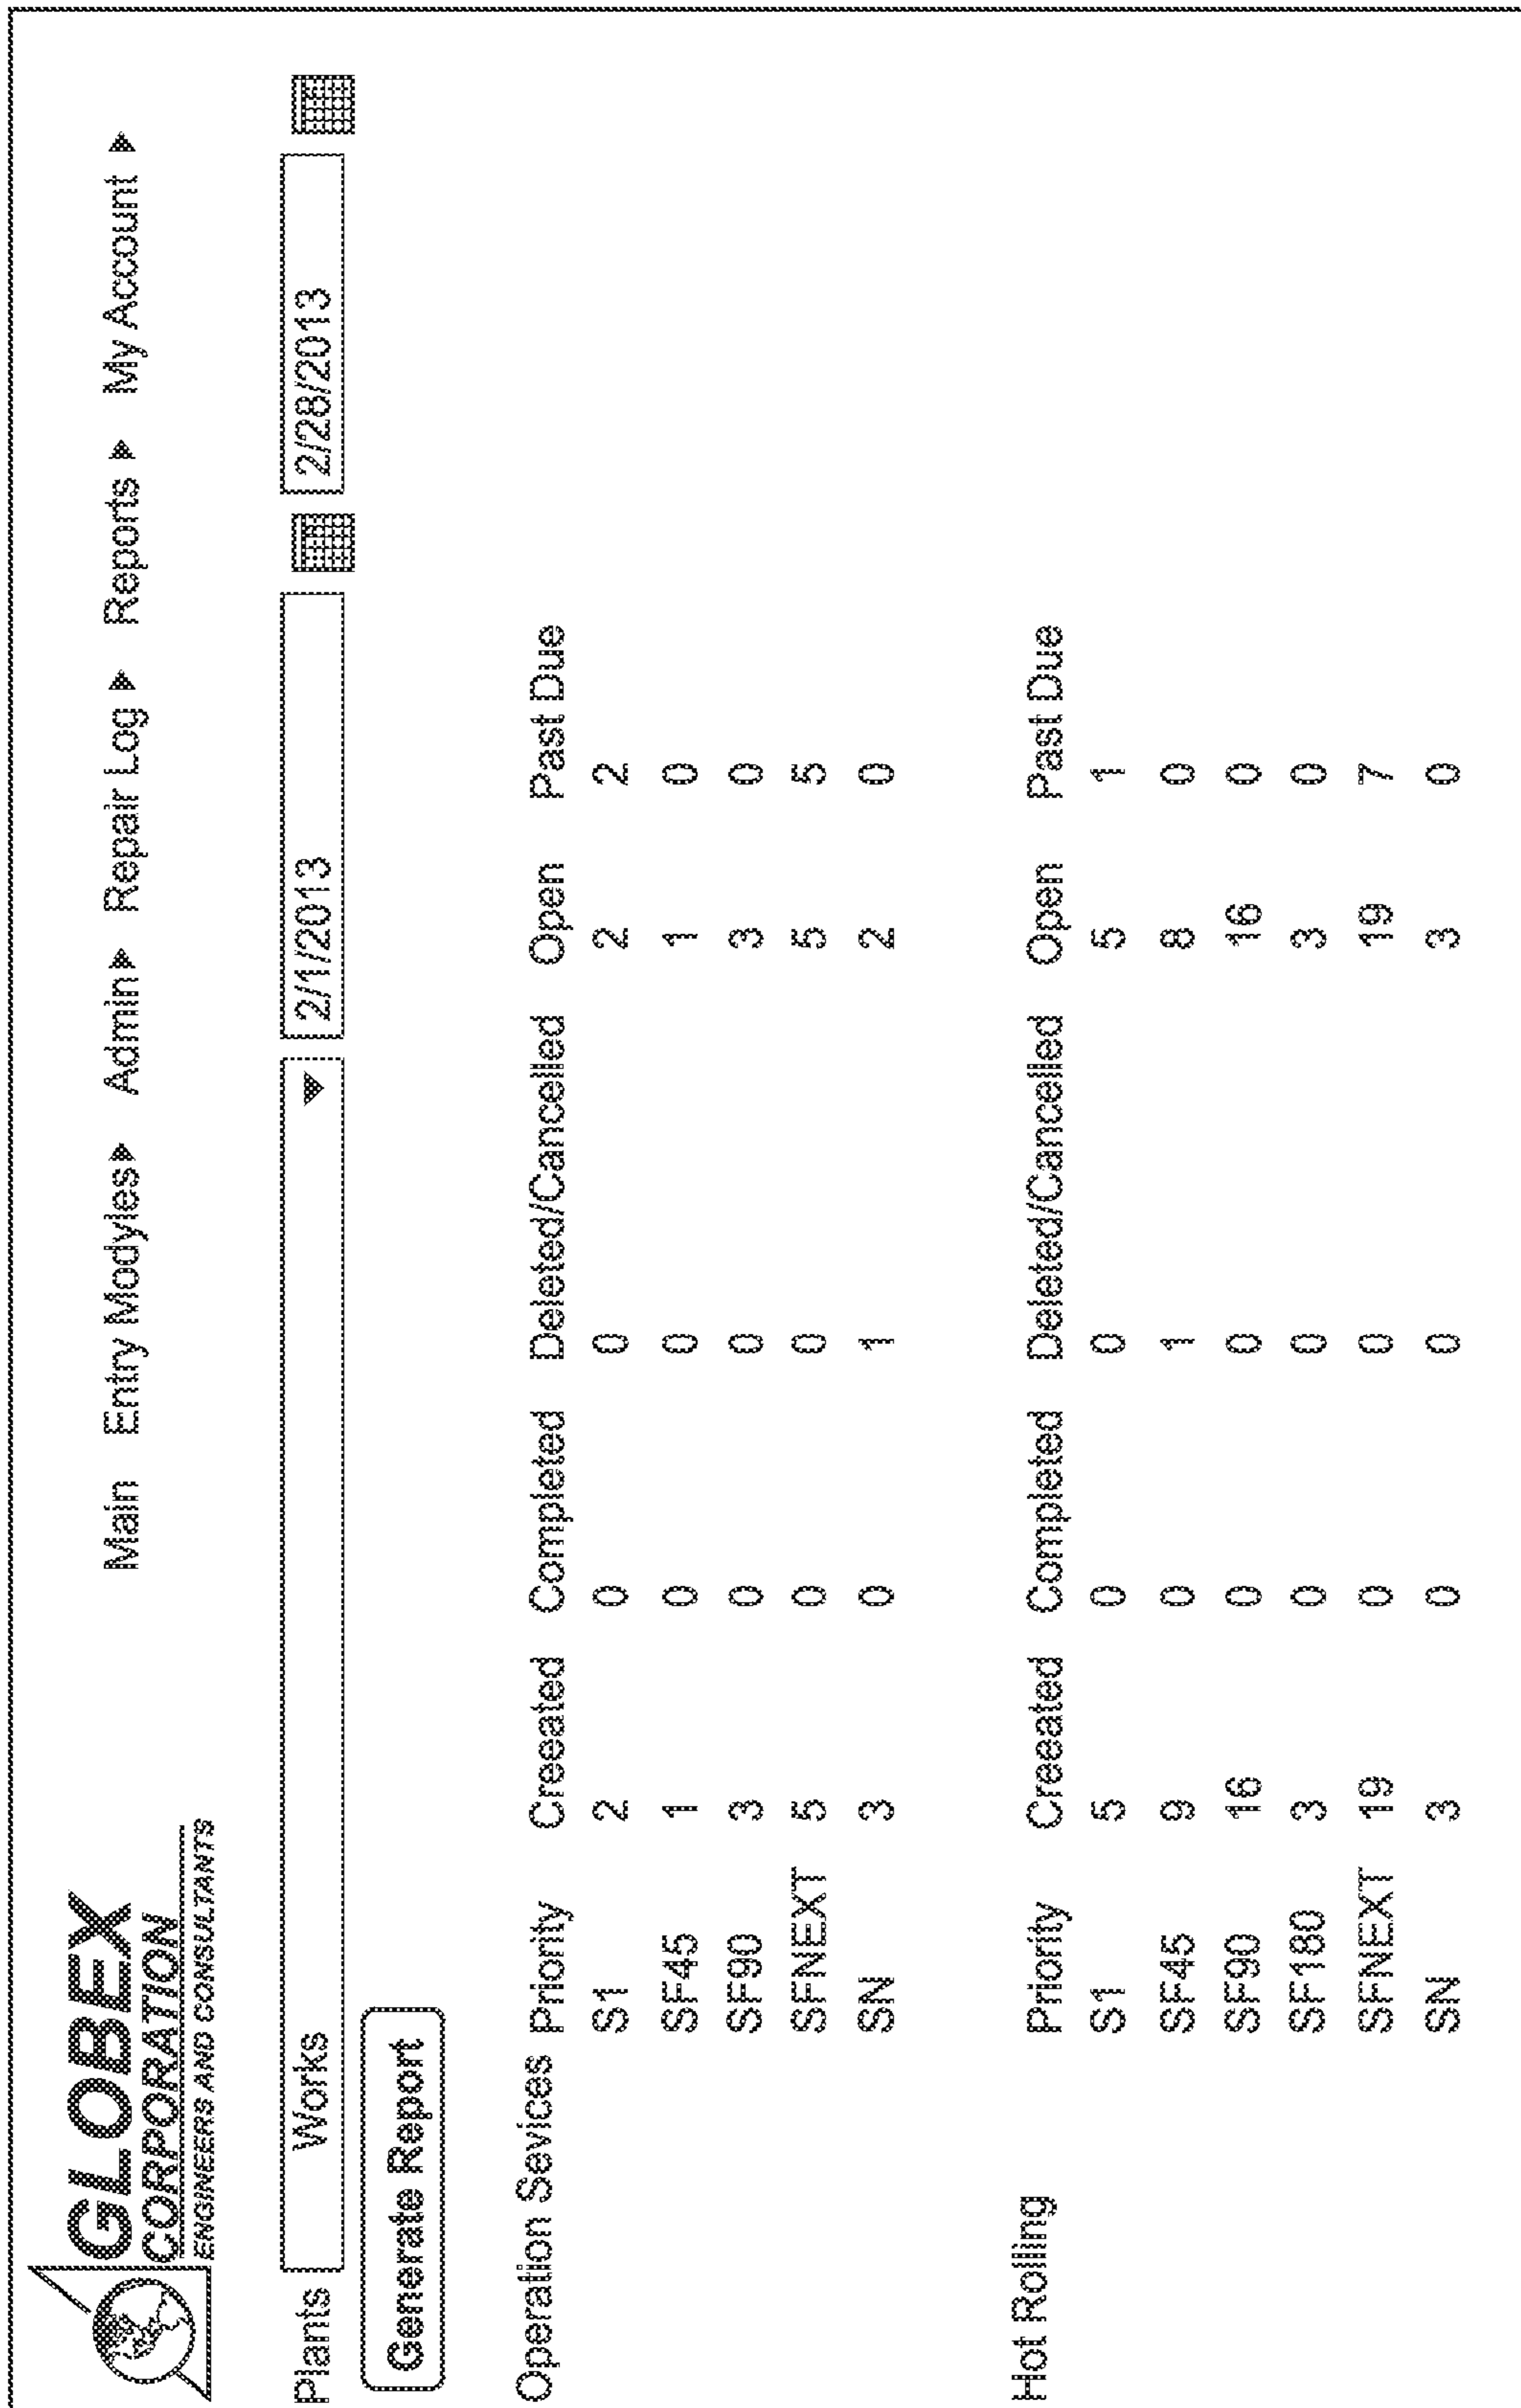 GLOBEX
CORPORATION
ENGINEERS AND CONSULTANTS
Main Entry Modyles Admin Repair Log Reports My Account
Plants Works 2/1/2013 2/28/2013
Generate Report
Operation Sevices Priority Creeated Completed Deleted/Cancelled Open Past Due
S1 2 0 0 2 2
SF45 1 0 0 1 0
SF90 3 0 0 3 0
SFNEXT 5 0 0 5 5
SN 3 0 1 2 0
Hot Rolling Priority Creeated Completed Deleted/Cancelled Open Past Due
S1 5 0 0 5 1
SF45 9 0 1 8 0
SF90 16 0 0 16 0
SF180 3 0 0 3 0
SFNEXT 19 0 0 19 7
SN 3 0 0 3 0